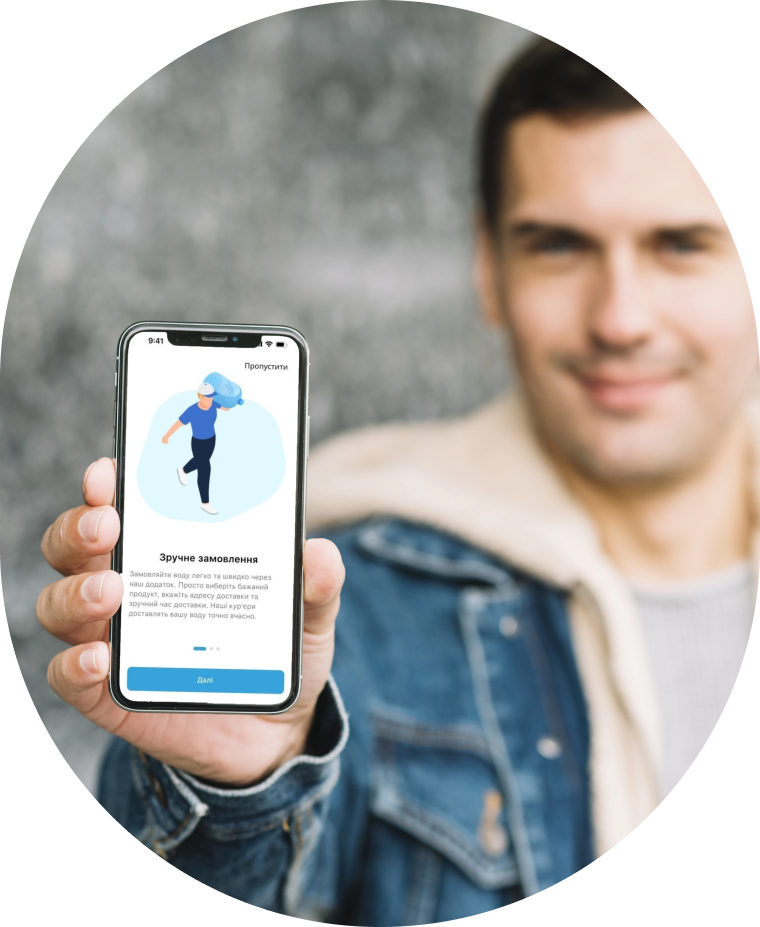 9:41
Пропустити
Зручне замовлення
Замовляйте воду легко та швидко через
наш додаток. Просто виберіть бажаний
продукт, вкажіть адресу доставки та
зручний час доставки. Наші кур'єри
доставлять вашу воду точно вчасно.
Далі